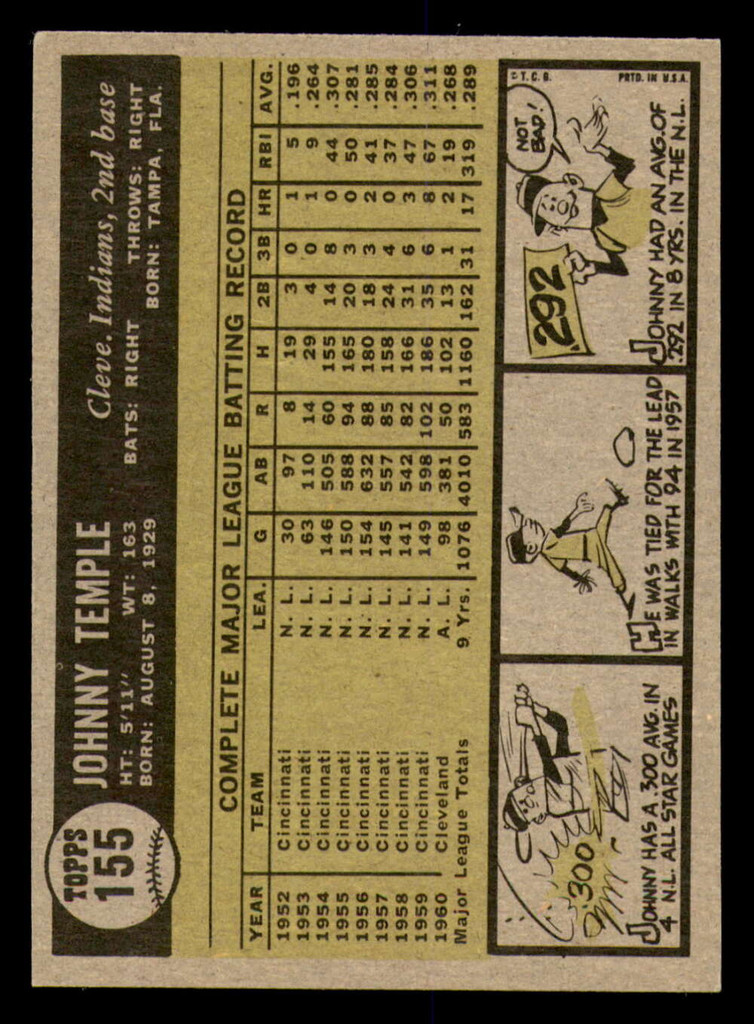 TOPPS
155
JOHNNY TEMPLE Cleve. Indians, 2nd base
HT: 5'11" WT: 163 BATS: RIGHT THROWS: RIGHT
BORN: AUGUST 8, 1929 BORN: TAMPA, FLA.
COMPLETE MAJOR LEAGUE BATTING RECORD
YEAR TEAM LEA. G AB R H 2B 3B HR RBI AVG.
1952 Cincinnati N. L. 30 97 8 19 3 0 1 5 .196
1953 Cincinnati N. L. 63 110 14 29 4 0 1 9 .264
1954 Cincinnati N. L. 146 505 60 155 14 8 0 44 .307
1955 Cincinnati N. L. 150 588 94 165 20 3 0 50 .281
1956 Cincinnati N. L. 154 632 88 180 18 3 2 41 .285
1957 Cincinnati N. L. 145 557 85 158 24 4 0 37 .284
1958 Cincinnati N. L. 141 542 82 166 31 6 3 47 .306
1959 Cincinnati N. L. 149 598 102 186 35 6 8 67 .311
1960 Cleveland A. L. 98 381 50 102 13 1 2 19 .268
Major League Totals 9 Yrs. 1076 4010 583 1160 162 31 17 319 .289
.300
JOHNNY HAS A .300 AVG. IN
4 N.L. ALL STAR GAMES
HE WAS TIED FOR THE LEAD
IN WALKS WITH 94 IN 1957
© T. C. G. PRTD. IN U.S.A.
NOT
BAD!
292
JOHNNY HAD AN AVG. OF
.292 IN 8 YRS. IN THE N.L.